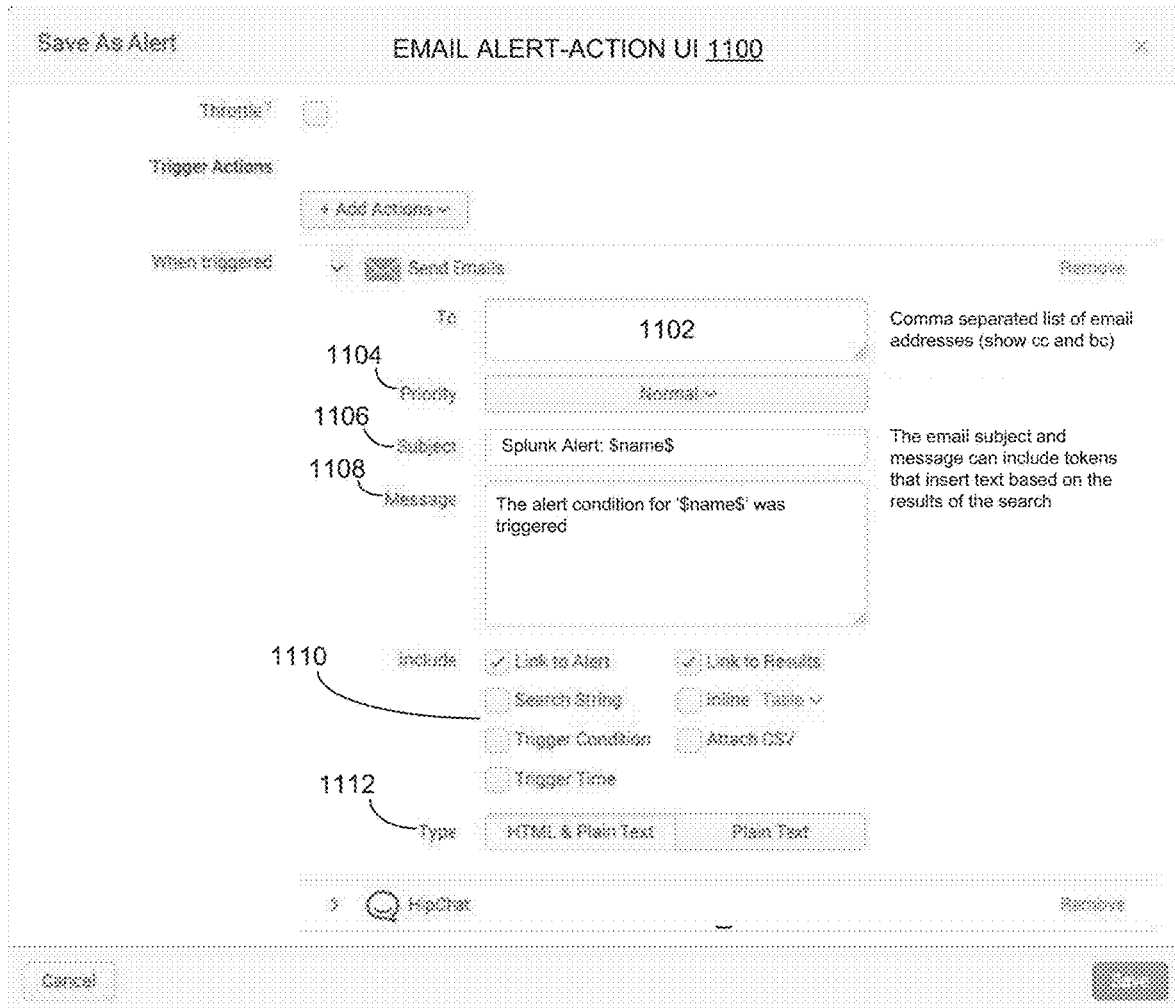 Save As Alert
EMAIL ALERT-ACTION UI 1100
×
Throttle ?
Trigger Actions
+ Add Actions
When triggered
Send Emails
Remove
To
1102
Comma separated list of email
addresses (show cc and bc)
1104
Priority
Normal
1106
Subject
Splunk Alert: $name$
The email subject and
message can include tokens
that insert text based on the
results of the search
1108
Message
The alert condition for '$name$' was
triggered
1110
Include
Link to Alert
Link to Results
Search String
Inline Table
Trigger Condition
Attach CSV
Trigger Time
1112
Type
HTML & Plain Text
Plain Text
HipChat
Remove
Cancel